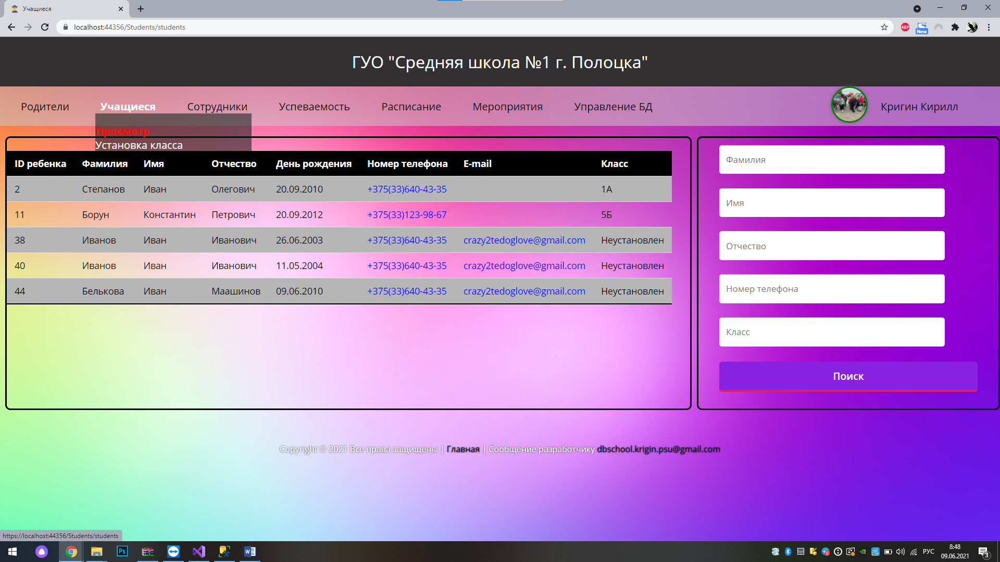 Учащиеся
localhost:44356/Students/students
ABP
New
ГУО "Средняя школа №1 г. Полоцка"
Родители Учащиеся Сотрудники Успеваемость Расписание Мероприятия Управление БД Кригин Кирилл
Просмотр
Установка класса
ID ребенка Фамилия Имя Отчество День рождения Номер телефона E-mail Класс
2 Степанов Иван Олегович 20.09.2010 +375(33)640-43-35 1А
11 Борун Константин Петрович 20.09.2012 +375(33)123-98-67 5Б
38 Иванов Иван Иванович 26.06.2003 +375(33)640-43-35 crazy2tedoglove@gmail.com Неустановлен
40 Иванов Иван Иванович 11.05.2004 +375(33)640-43-35 crazy2tedoglove@gmail.com Неустановлен
44 Белькова Иван Маашинов 09.06.2010 +375(33)640-43-35 crazy2tedoglove@gmail.com Неустановлен
Фамилия
Имя
Отчество
Номер телефона
Класс
Поиск
Copyright © 2021 Все права защищены | Главная | Сообщение разработчику dbschool.krigin.psu@gmail.com
https://localhost:44356/Students/students
Ps
РУС
8:48
09.06.2021
3